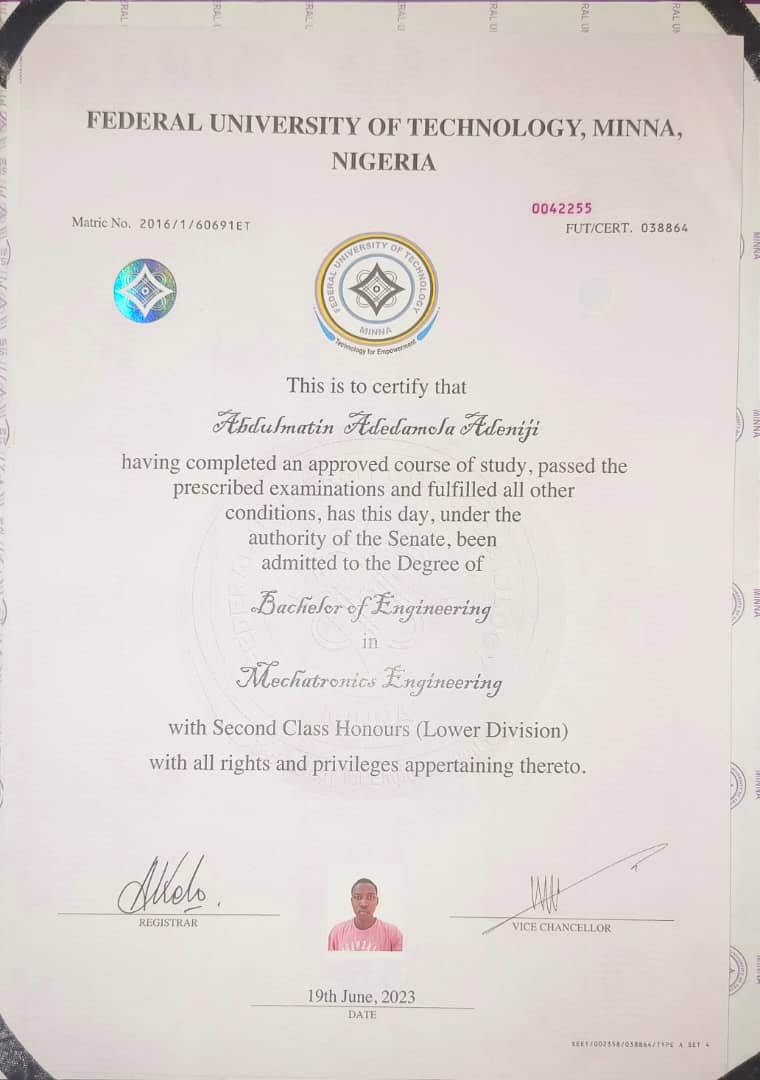 FEDERAL UNIVERSITY OF TECHNOLOGY, MINNA,
NIGERIA
0042255
Matric No. 2016/1/60691ET
FUT/CERT. 038864
FEDERAL UNIVERSITY OF TECHNOLOGY
MINNA
Technology for Empowerment
This is to certify that
Abdulmatin Adedamola Adeniji
having completed an approved course of study, passed the
prescribed examinations and fulfilled all other
conditions, has this day, under the
authority of the Senate, been
admitted to the Degree of
Bachelor of Engineering
in
Mechatronics Engineering
with Second Class Honours (Lower Division)
with all rights and privileges appertaining thereto.
REGISTRAR
VICE CHANCELLOR
19th June, 2023
DATE